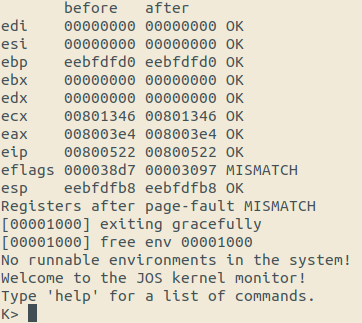 before after
edi 00000000 00000000 OK
esi 00000000 00000000 OK
ebp eebfdfd0 eebfdfd0 OK
ebx 00000000 00000000 OK
edx 00000000 00000000 OK
ecx 00801346 00801346 OK
eax 008003e4 008003e4 OK
eip 00800522 00800522 OK
eflags 000038d7 00003097 MISMATCH
esp eebfdfb8 eebfdfb8 OK
Registers after page-fault MISMATCH
[00001000] exiting gracefully
[00001000] free env 00001000
No runnable environments in the system!
Welcome to the JOS kernel monitor!
Type 'help' for a list of commands.
K>